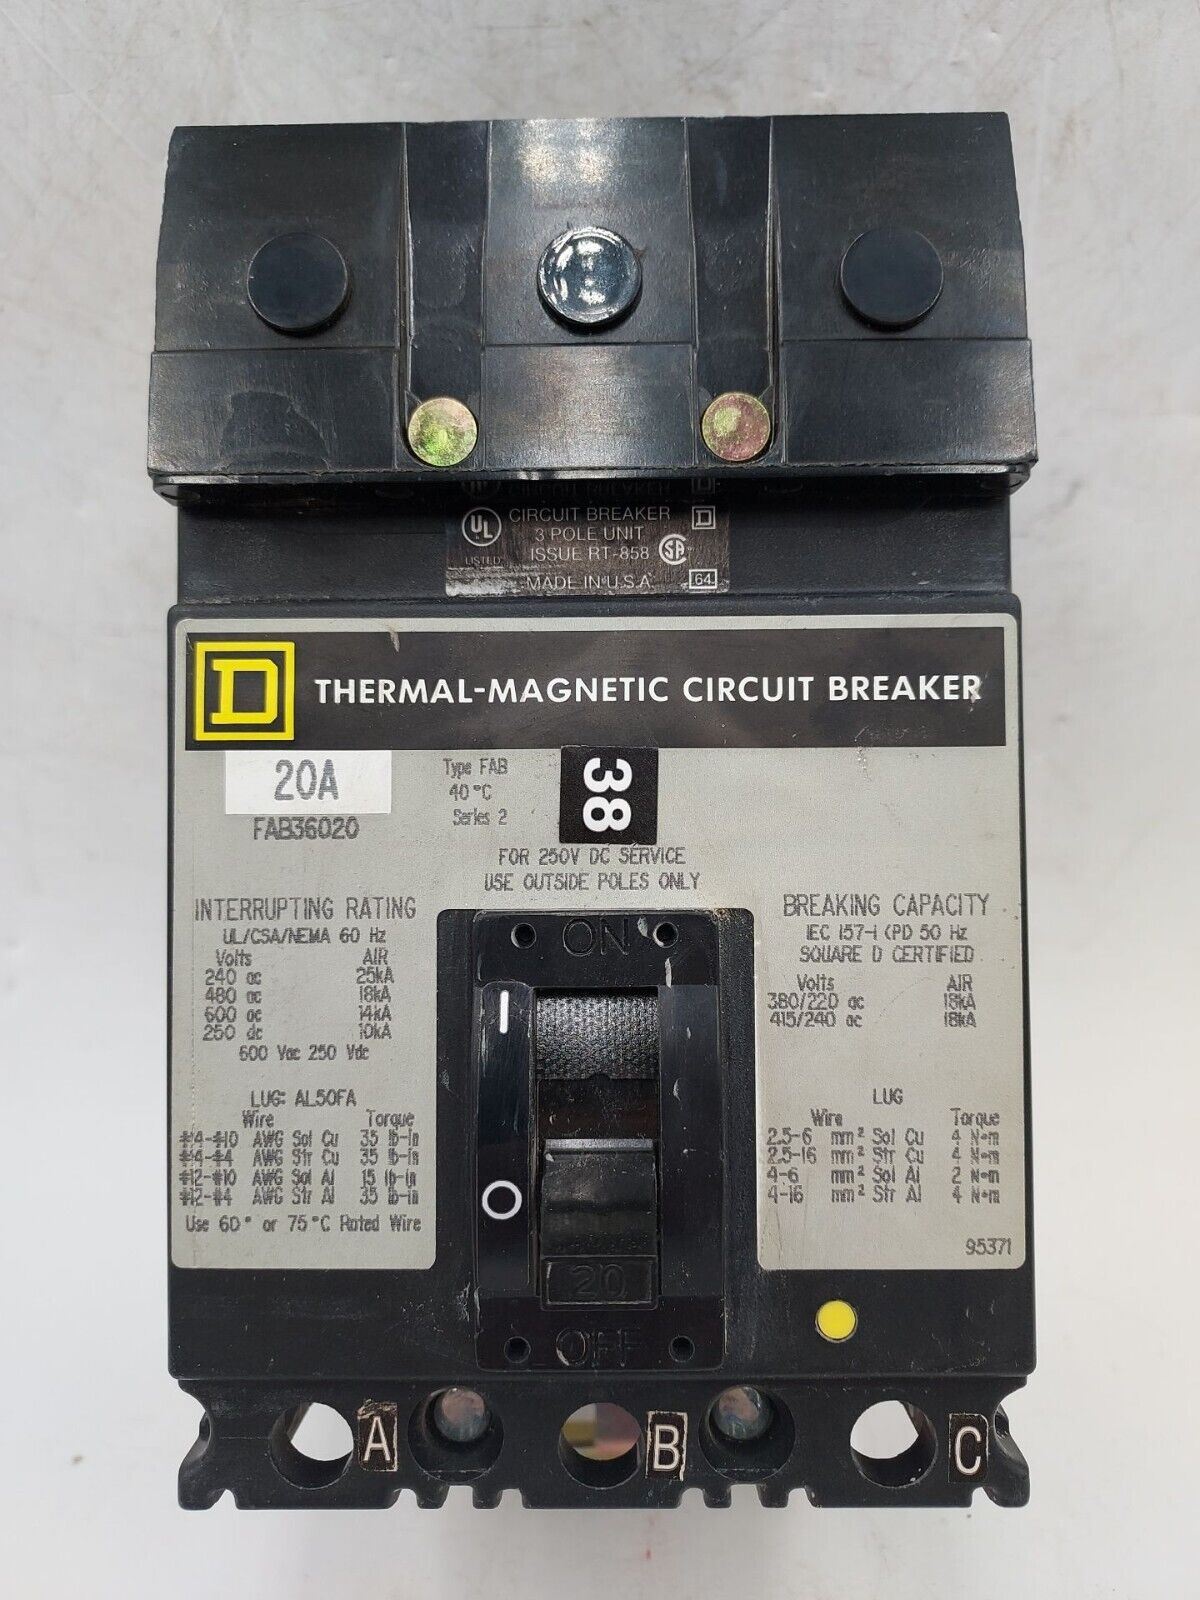 CIRCUIT BREAKER
UL
LISTED
CIRCUIT BREAKER
D
3 POLE UNIT
ISSUE RT-858
SA
MADE IN U.S.A.
64
D THERMAL-MAGNETIC CIRCUIT BREAKER
20A
FAB36020
Type FAB
40°C
Series 2
38
FOR 250V DC SERVICE
USE OUTSIDE POLES ONLY
INTERRUPTING RATING
UL/CSA/NEMA 60 Hz
Volts AIR
240 ac 25kA
480 ac 18kA
600 ac 14kA
250 dc 10kA
600 Vac 250 Vdc
LUG: AL50FA
Wire Torque
AWG Sol Cu 35 lb-in
AWG Str Cu 35 lb-in
#12-#10 AWG Sol Al 15 lb-in
#12-#4 AWG Str Al 35 lb-in
Use 60° or 75°C Rated Wire
ON
I
O
20
OFF
BREAKING CAPACITY
IEC 157-1 (PD 50 Hz
SQUARE D CERTIFIED
Volts AIR
380/220 ac 18kA
415/240 ac 18kA
LUG
Wire Torque
2.5-6 mm² Sol Cu 4 N•m
2.5-16 mm² Str Cu 4 N•m
4-6 mm² Sol Al 2 N•m
4-16 mm² Str Al 4 N•m
95371
A
B
C